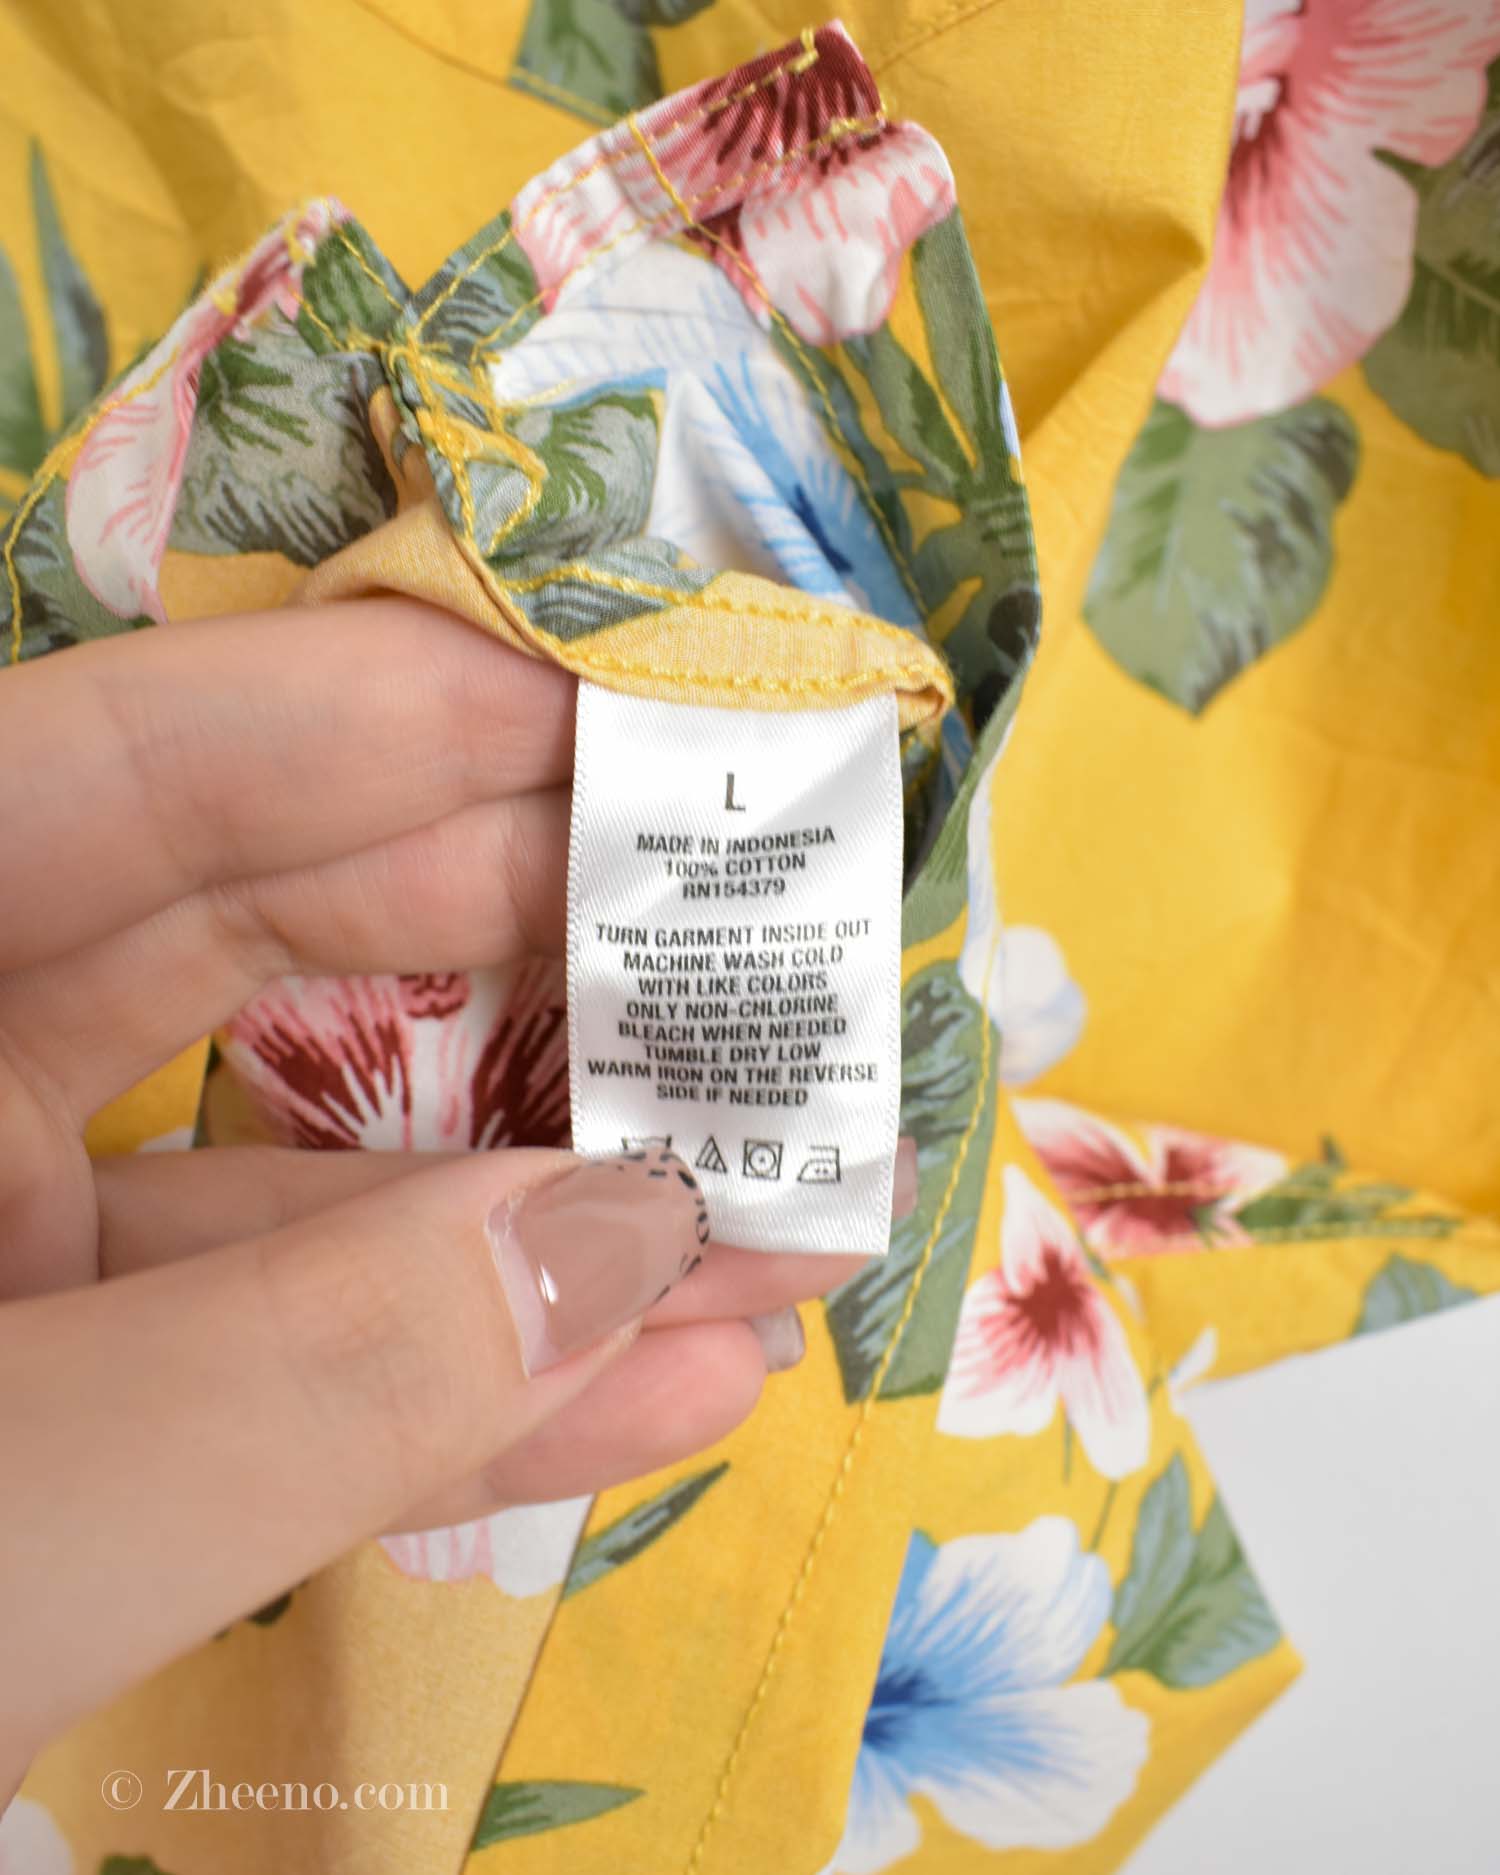 L
MADE IN INDONESIA
100% COTTON
RN154379
TURN GARMENT INSIDE OUT
MACHINE WASH COLD
WITH LIKE COLORS
ONLY NON-CHLORINE
BLEACH WHEN NEEDED
TUMBLE DRY LOW
WARM IRON ON THE REVERSE
SIDE IF NEEDED
© Zheeno.com